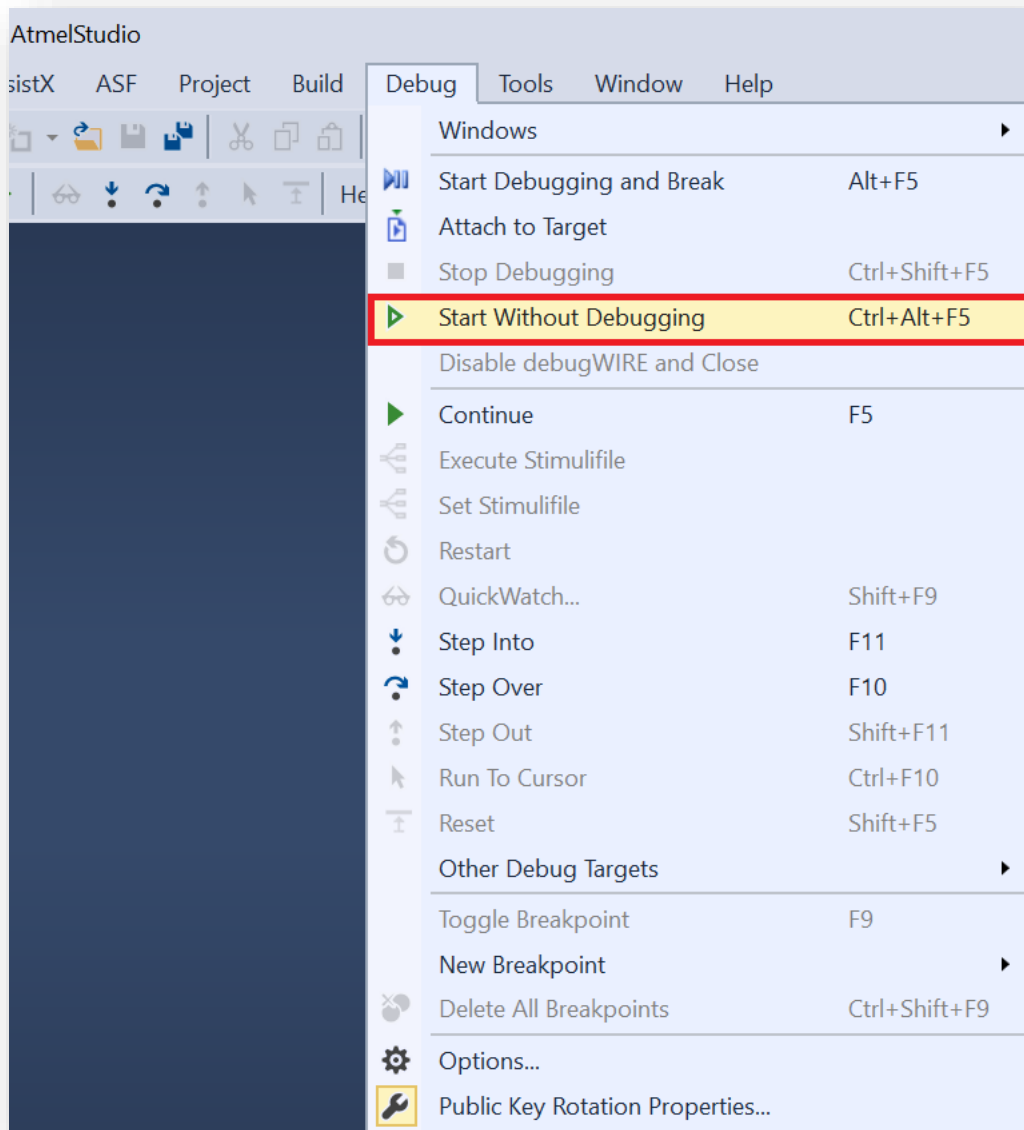 AtmelStudio
sistX ASF Project Build Debug Tools Window Help
He
Windows
Start Debugging and Break Alt+F5
Attach to Target
Stop Debugging Ctrl+Shift+F5
Start Without Debugging Ctrl+Alt+F5
Disable debugWIRE and Close
Continue F5
Execute Stimulifile
Set Stimulifile
Restart
QuickWatch... Shift+F9
Step Into F11
Step Over F10
Step Out Shift+F11
Run To Cursor Ctrl+F10
Reset Shift+F5
Other Debug Targets
Toggle Breakpoint F9
New Breakpoint
Delete All Breakpoints Ctrl+Shift+F9
Options...
Public Key Rotation Properties...